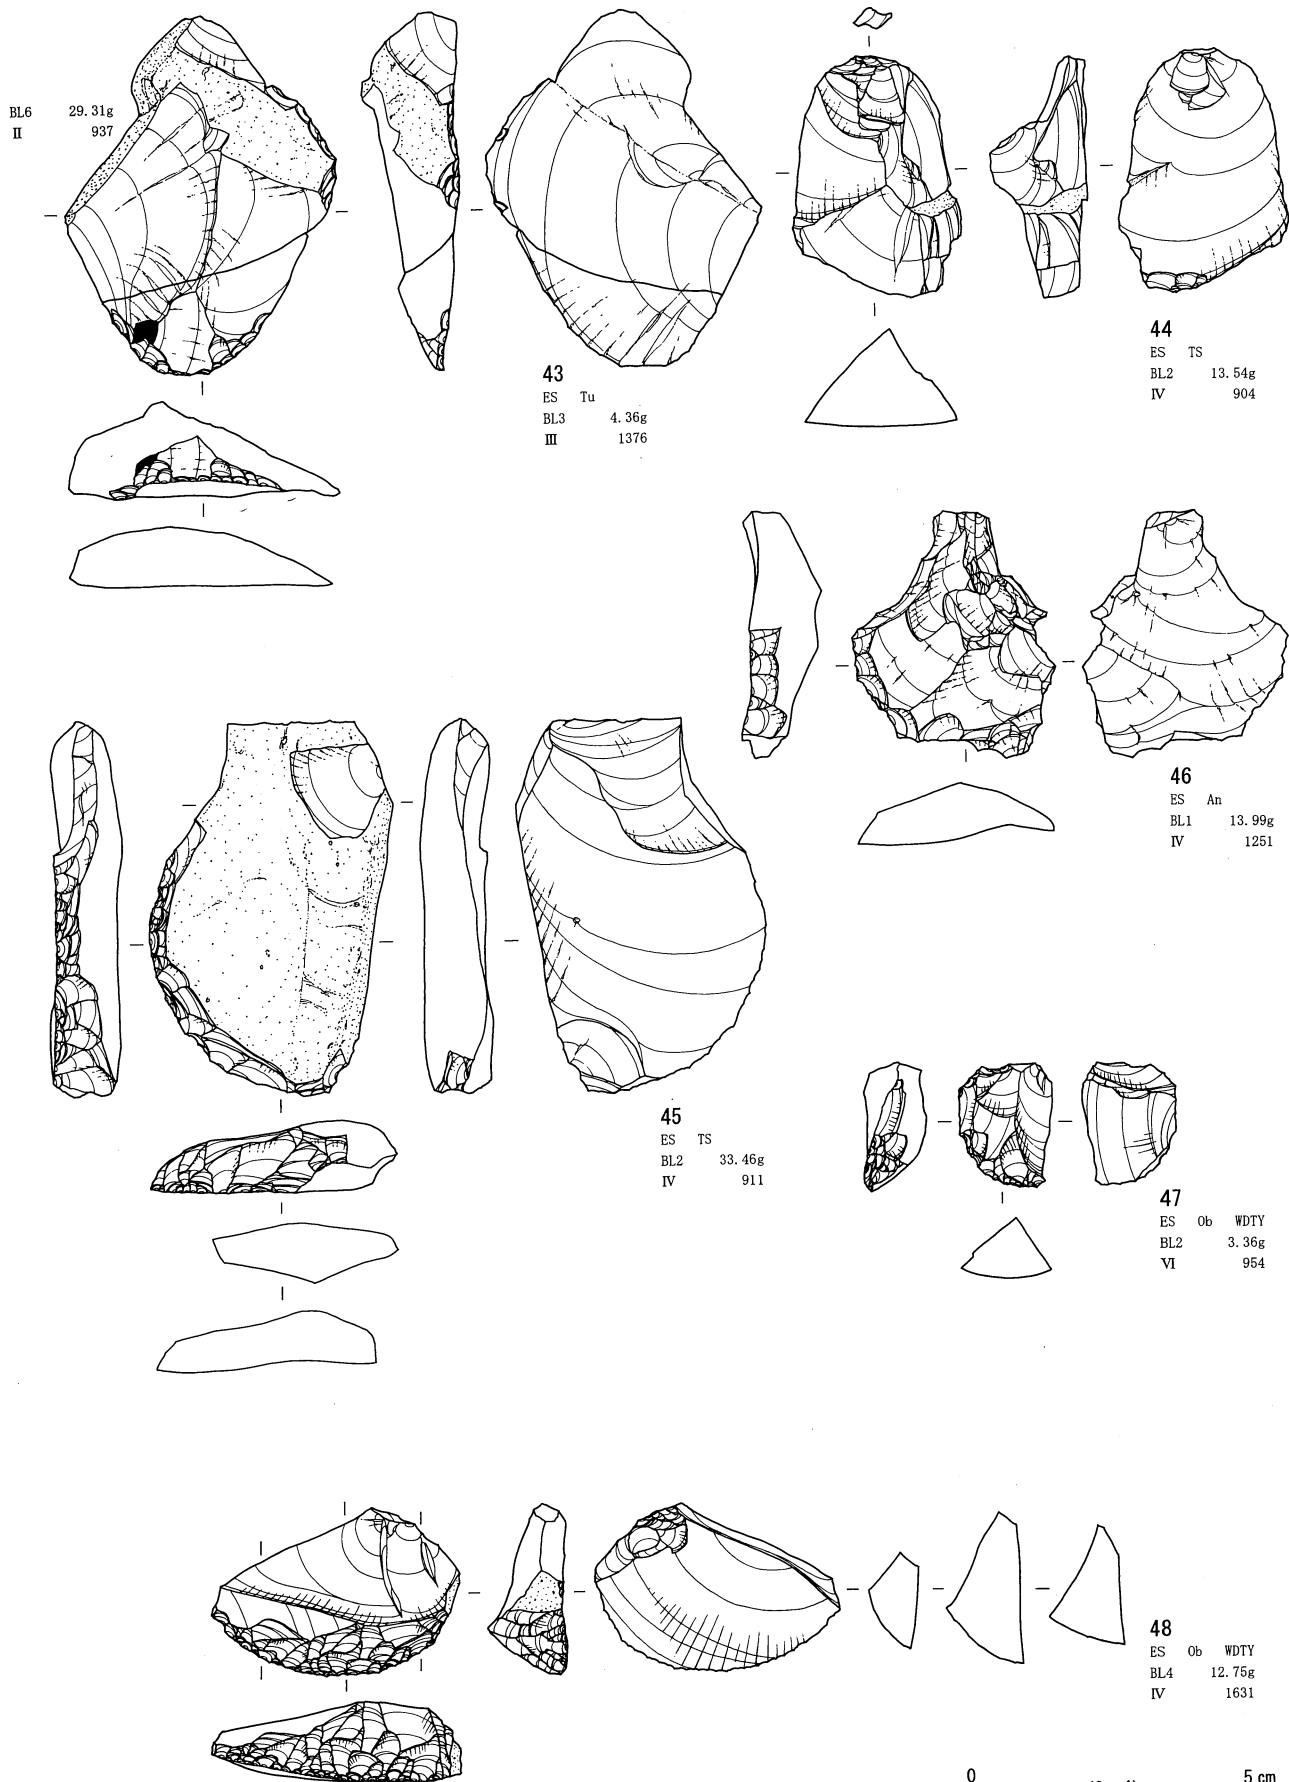 BL6 29.31g
Ⅱ 937
43
ES Tu
BL3 4.36g
Ⅲ 1376
44
ES TS
BL2 13.54g
Ⅳ 904
46
ES An
BL1 13.99g
Ⅳ 1251
45
ES TS
BL2 33.46g
Ⅳ 911
47
ES Ob WDTY
BL2 3.36g
Ⅵ 954
48
ES Ob WDTY
BL4 12.75g
Ⅳ 1631
0 5 cm